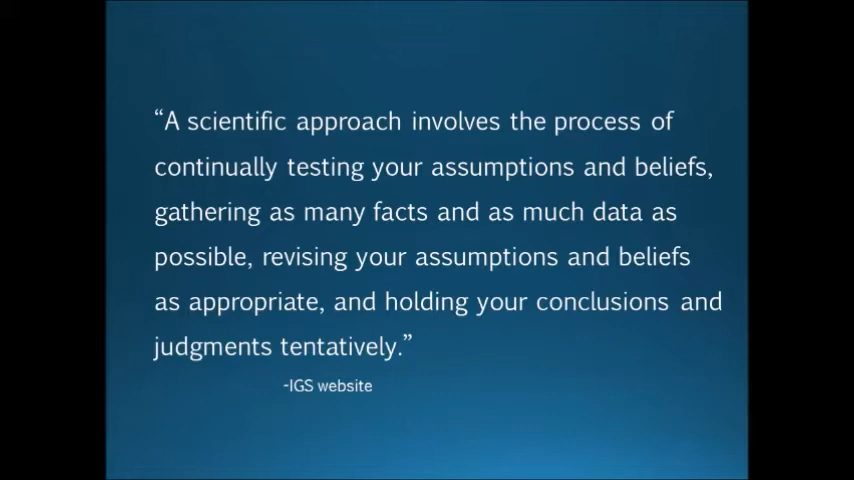 “A scientific approach involves the process of
continually testing your assumptions and beliefs,
gathering as many facts and as much data as
possible, revising your assumptions and beliefs
as appropriate, and holding your conclusions and
judgments tentatively.”
-IGS website